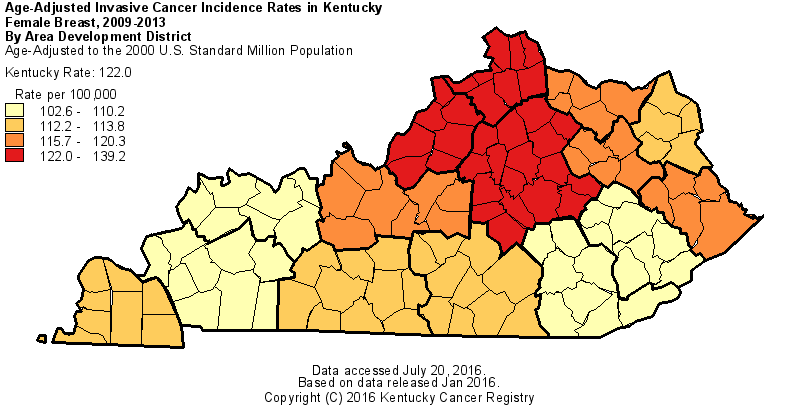 Age-Adjusted Invasive Cancer Incidence Rates in Kentucky
Female Breast, 2009-2013
By Area Development District
Age-Adjusted to the 2000 U.S. Standard Million Population
Kentucky Rate: 122.0
Rate per 100,000
102.6 - 110.2
112.2 - 113.8
115.7 - 120.3
122.0 - 139.2
Data accessed July 20, 2016.
Based on data released Jan 2016.
Copyright (C) 2016 Kentucky Cancer Registry